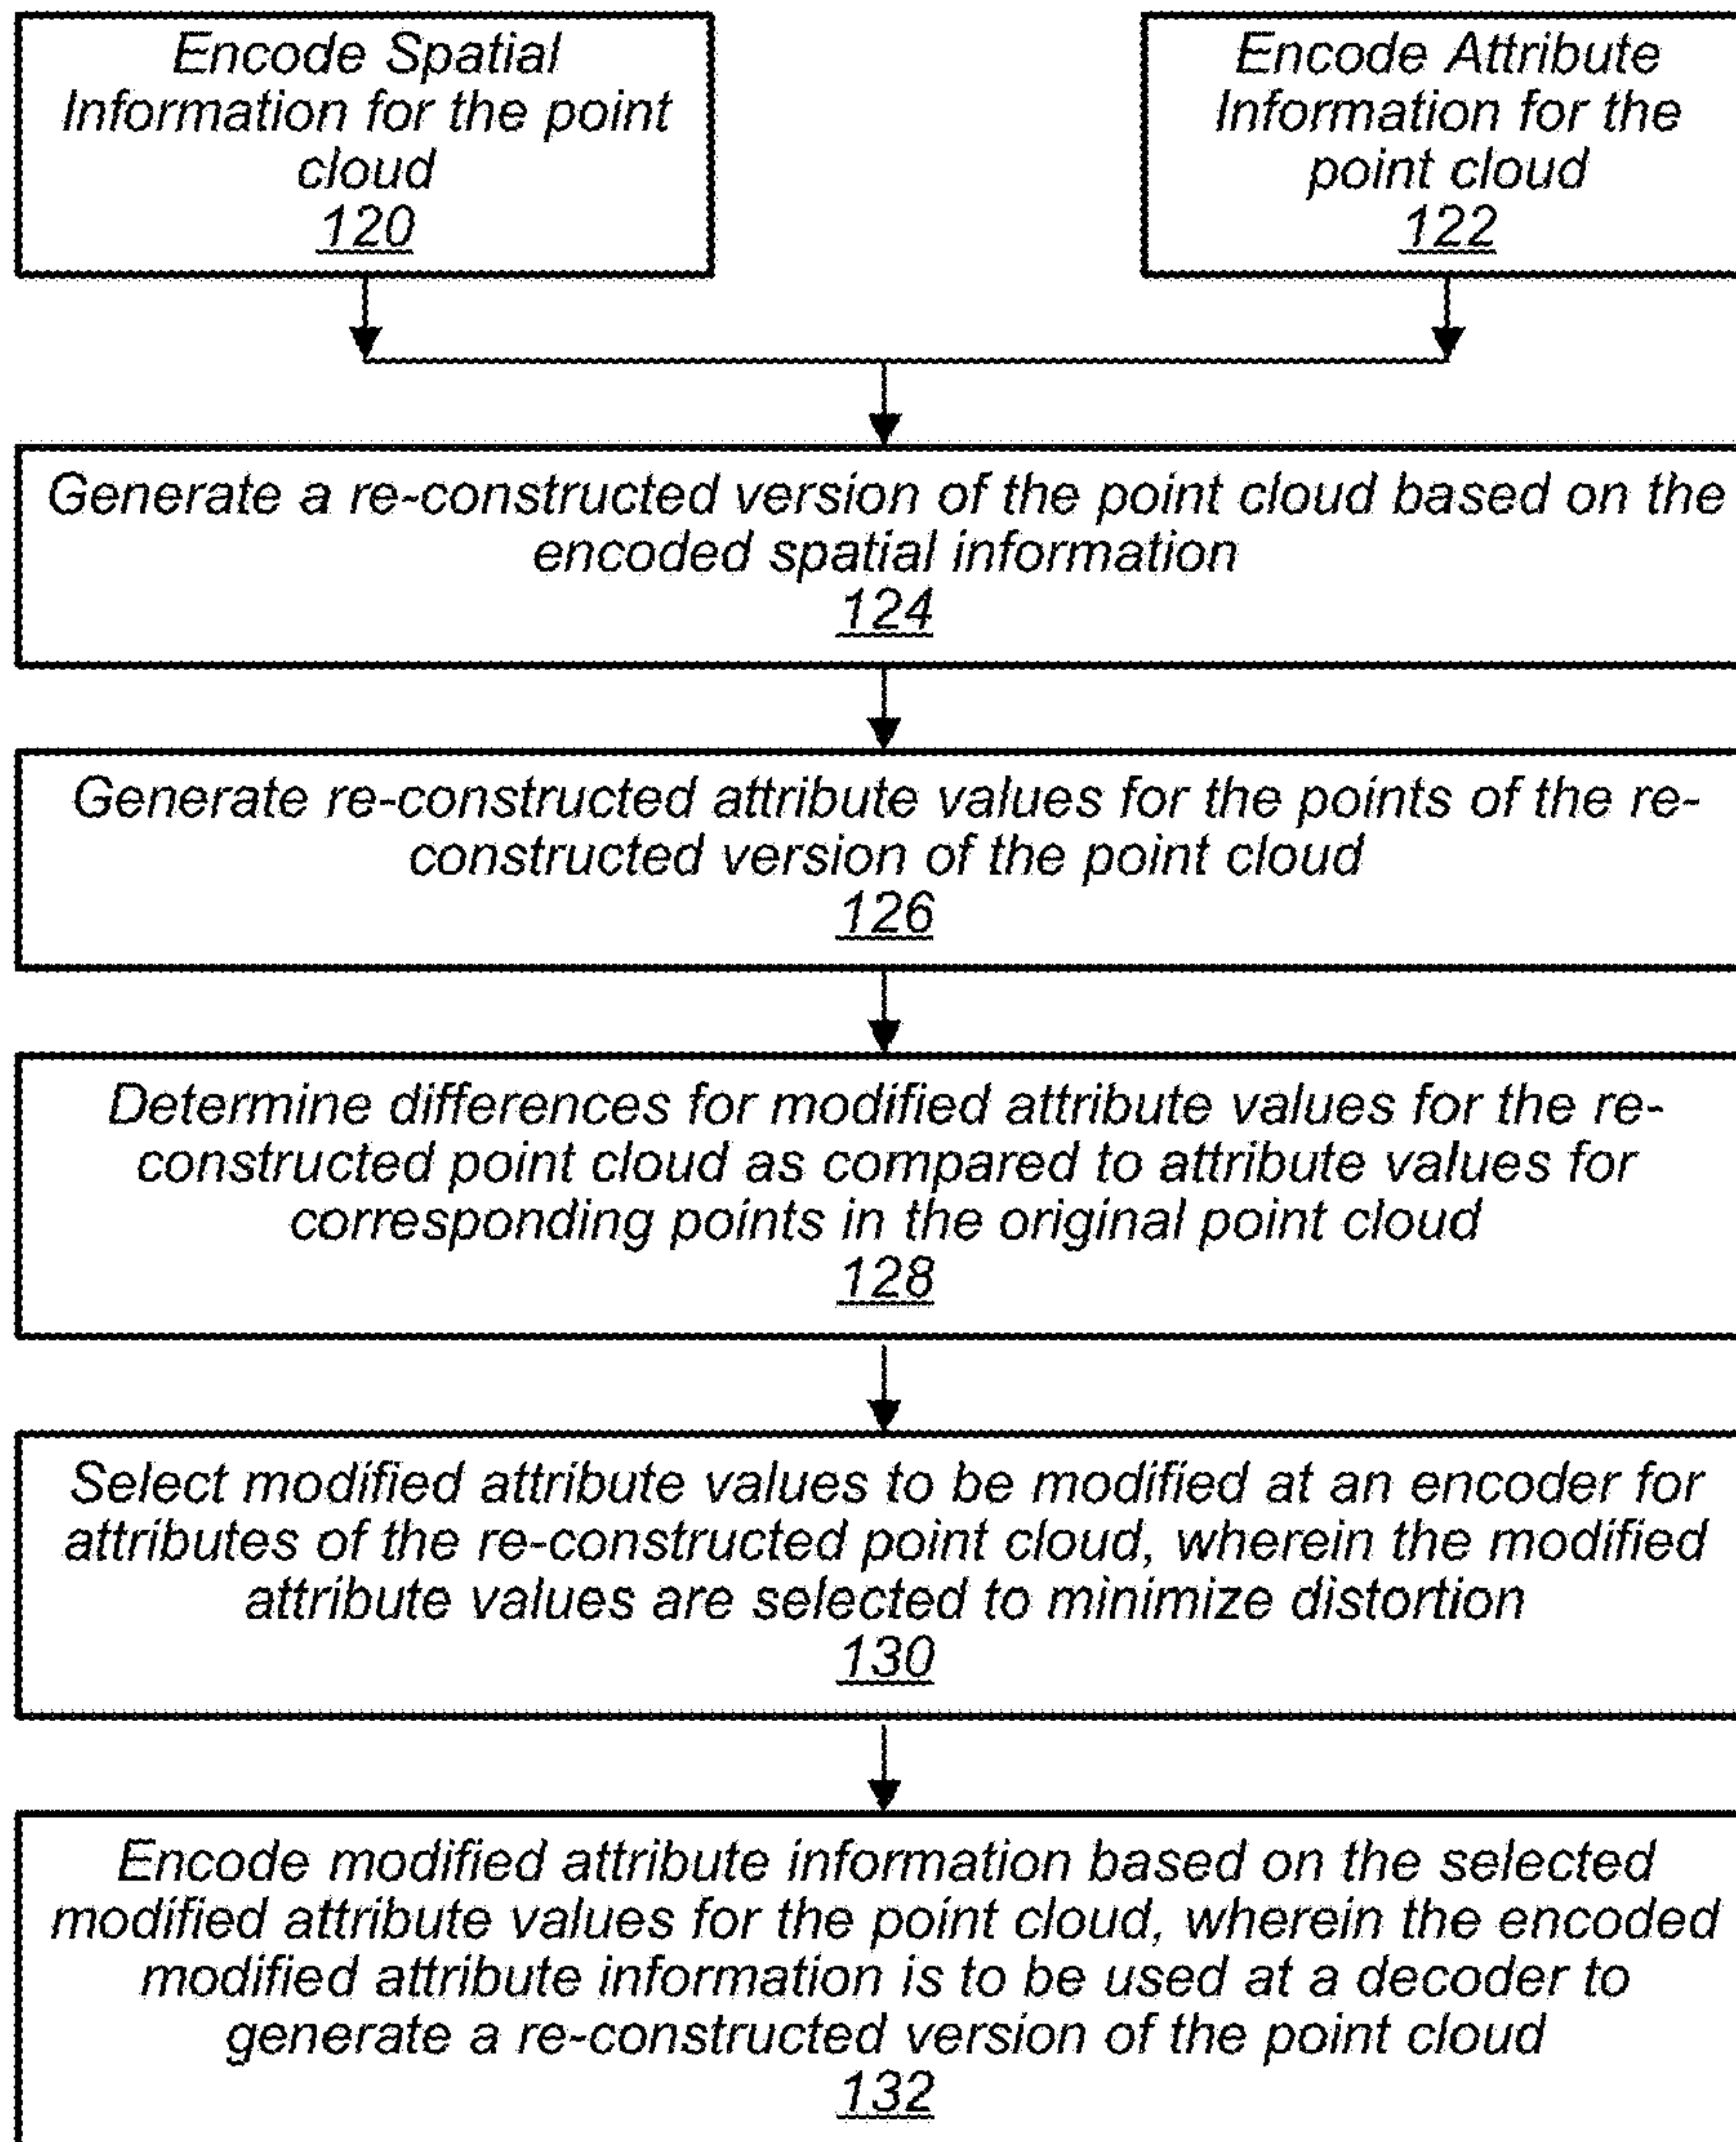 Encode Spatial
Information for the point
cloud
120
Encode Attribute
Information for the
point cloud
122
Generate a re-constructed version of the point cloud based on the
encoded spatial information
124
Generate re-constructed attribute values for the points of the re-
constructed version of the point cloud
126
Determine differences for modified attribute values for the re-
constructed point cloud as compared to attribute values for
corresponding points in the original point cloud
128
Select modified attribute values to be modified at an encoder for
attributes of the re-constructed point cloud, wherein the modified
attribute values are selected to minimize distortion
130
Encode modified attribute information based on the selected
modified attribute values for the point cloud, wherein the encoded
modified attribute information is to be used at a decoder to
generate a re-constructed version of the point cloud
132